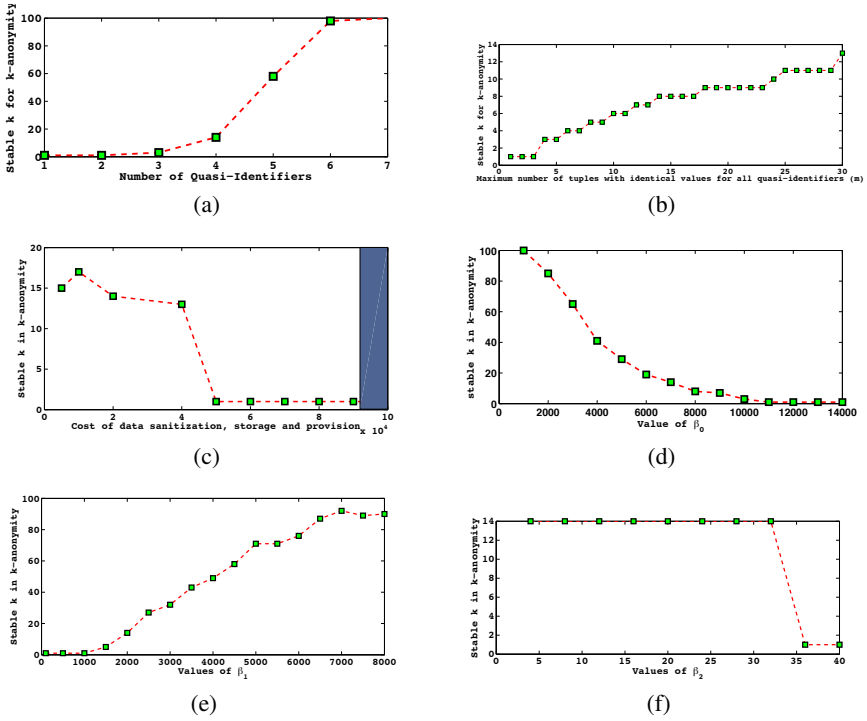 Stable k for k-anonymity
100
80
60
40
20
0
1 2 3 4 5 6 7
Number of Quasi-Identifiers
(a)
Stable k for k-anonymity
14
12
10
8
6
4
2
0
0 5 10 15 20 25 30
Maximum number of tuples with identical values for all quasi-identifiers (m)
(b)
Stable k in k-anonymity
20
15
10
5
0
0 2 4 6 8 10
x 10⁴
Cost of data sanitization, storage and provision
(c)
stable k in k-anonymity
100
80
60
40
20
0
0 2000 4000 6000 8000 10000 12000 14000
Value of β₀
(d)
Stable k in k-anonymity
100
80
60
40
20
0
0 1000 2000 3000 4000 5000 6000 7000 8000
Values of β₁
(e)
Stable k in k-anonymity
14
12
10
8
6
4
2
0
0 5 10 15 20 25 30 35 40
Values of β₂
(f)